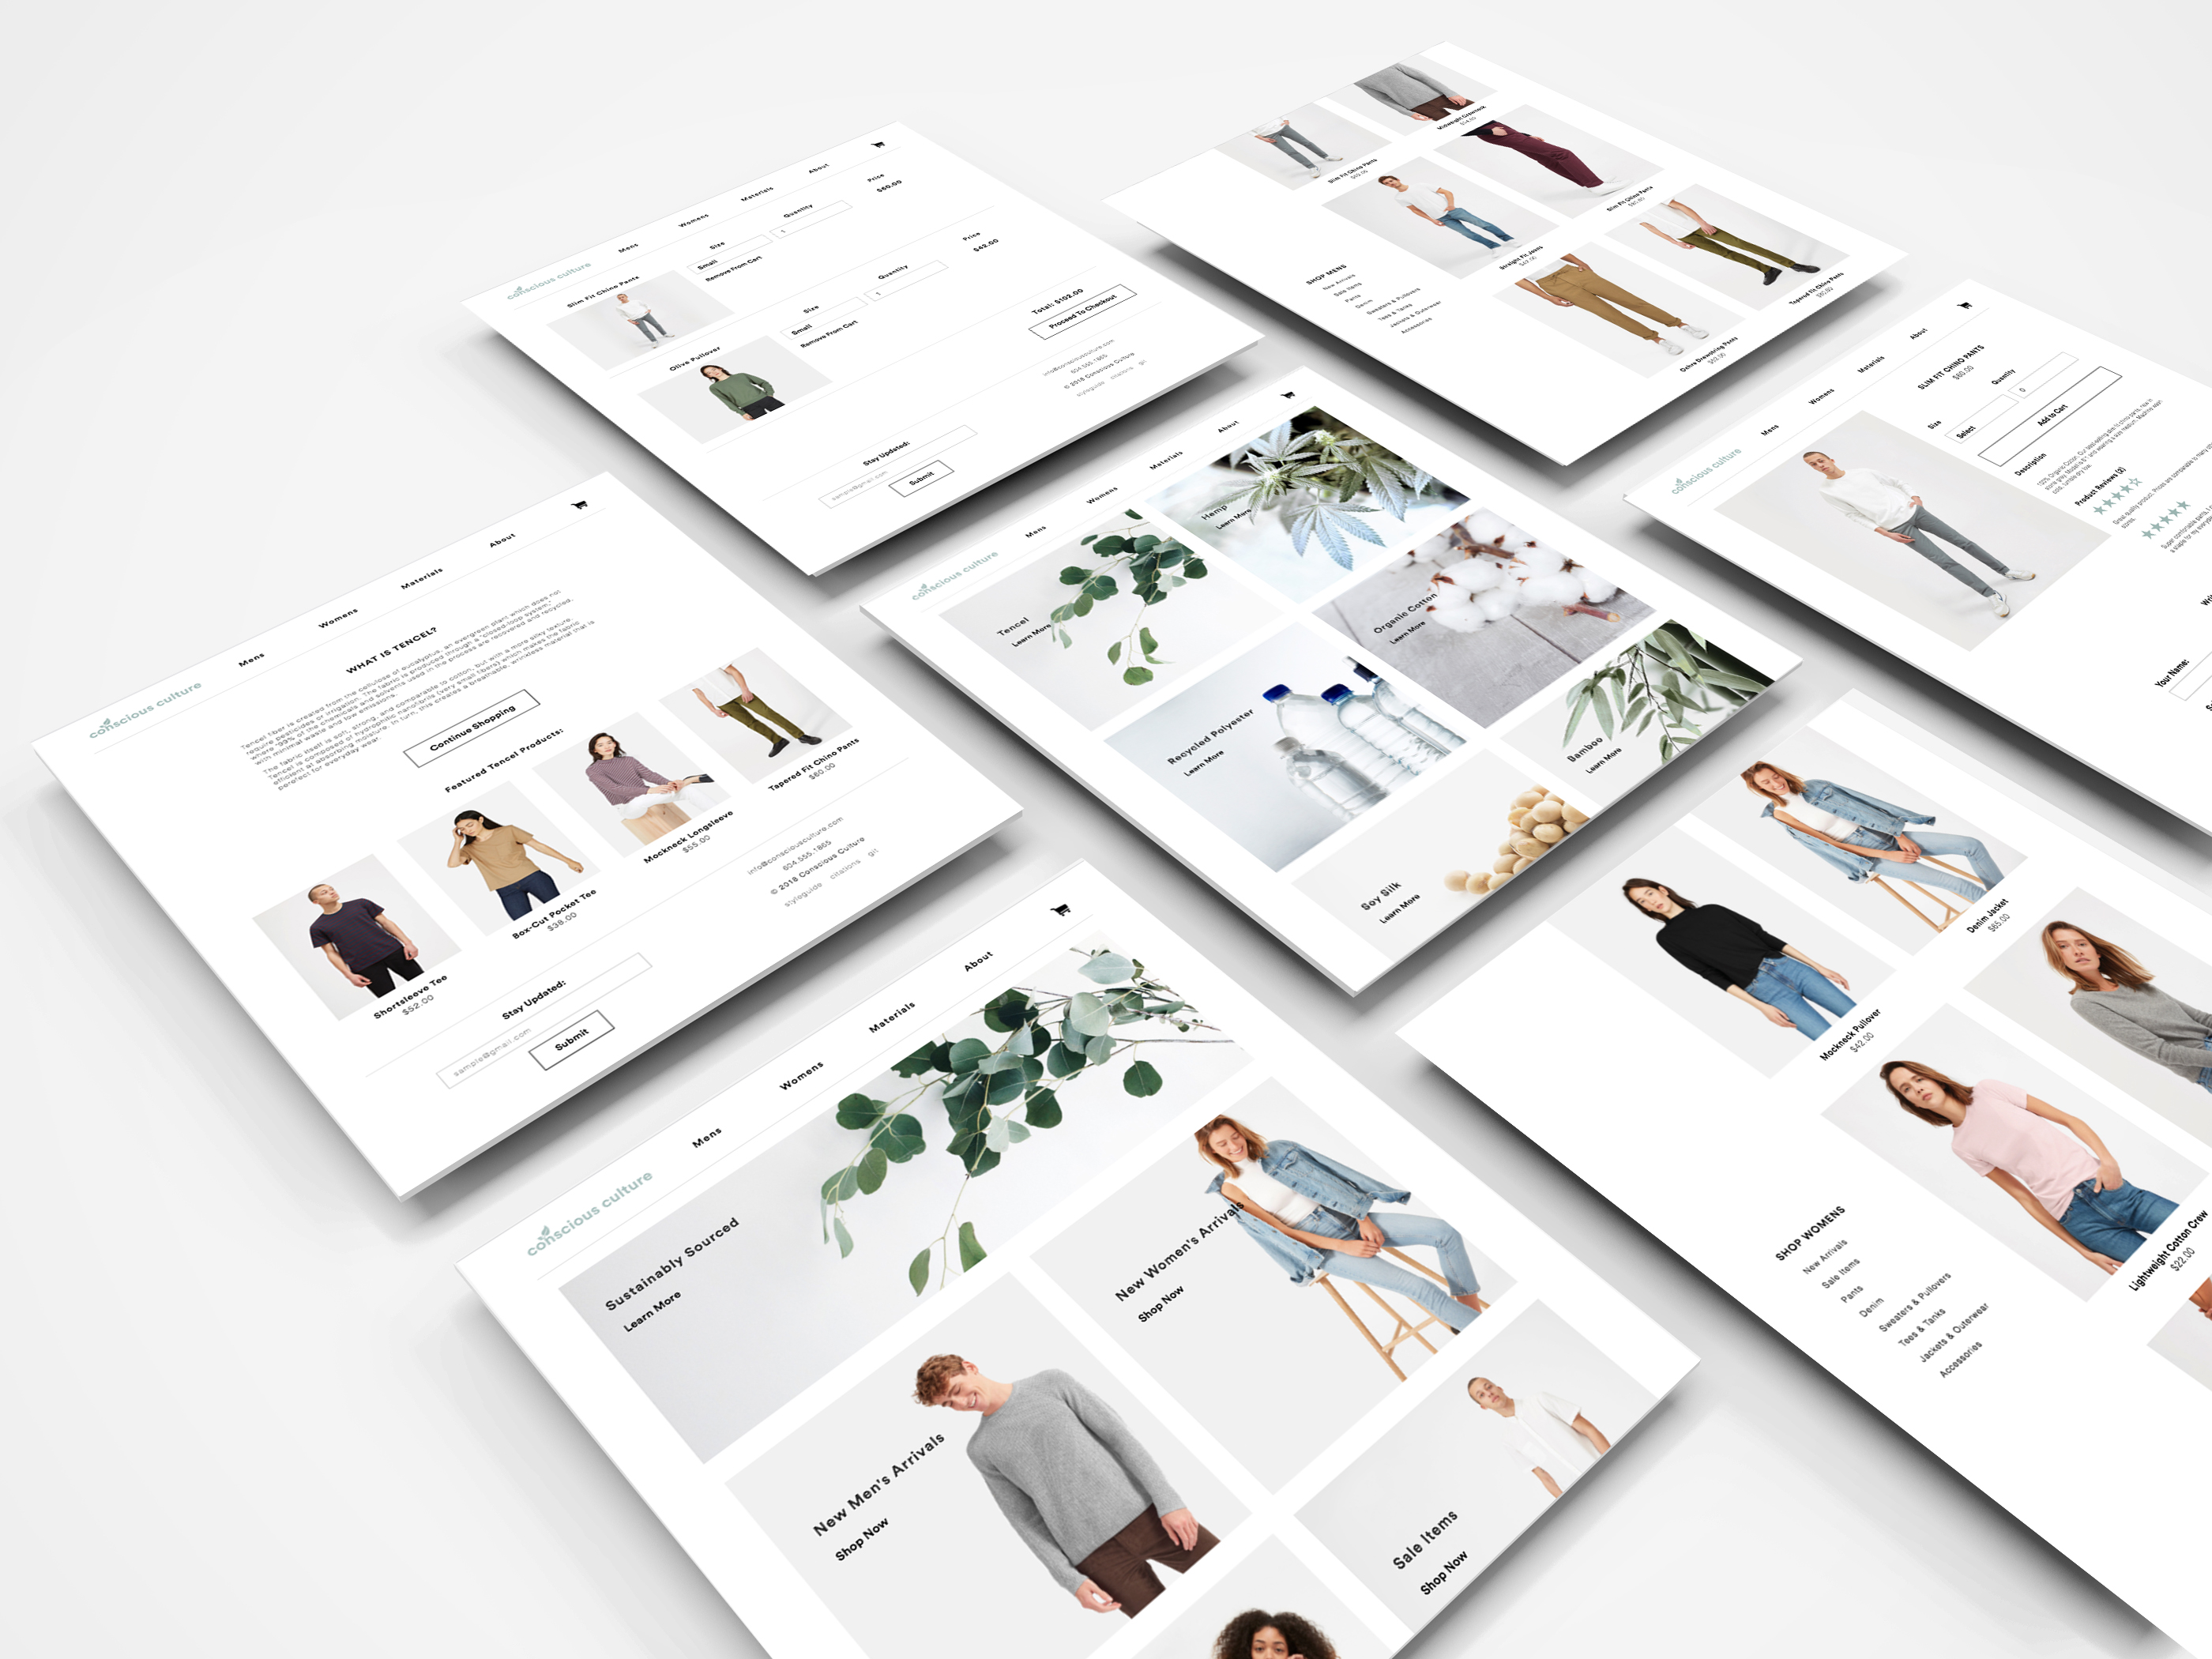 conscious culture
Mens
Womens
Materials
About
Slim Fit Chino Pants
Size
Small
Remove From Cart
Quantity
1
Price
$60.00
Olive Pullover
Size
Small
Remove From Cart
Quantity
1
Price
$42.00
Total: $102.00
Proceed To Checkout
Stay Updated:
sample@gmail.com
Submit
info@consciousculture.com
604.555.1865
© 2018 Conscious Culture
styleguide citations git
Midweight Crewneck
Slim Fit Chino Pants
$60.00
Slim Fit Chino Pants
Straight Fit Jeans
Tapered Fit Chino Pants
Ochre Drawstring Pants
$52.00
SHOP MENS
New Arrivals
Sale Items
Pants
Denim
Sweaters & Pullovers
Tees & Tanks
Jackets & Outerwear
Accessories
conscious culture
Mens
Womens
Materials
About
SLIM FIT CHINO PANTS
$60.00
Size
Select
Quantity
0
Add to Cart
Description
Product Reviews (2)
Your Name:
conscious culture
Mens
Womens
Materials
About
Tencel
Learn More
Hemp
Learn More
Organic Cotton
Learn More
Recycled Polyester
Learn More
Bamboo
Learn More
Soy Silk
Learn More
conscious culture
Mens
Womens
Materials
About
WHAT IS TENCEL?
Tencel fiber is created from the cellulose of eucalyptus, an evergreen plant which does not
require pesticides or irrigation. The fabric is produced through a "closed-loop system,"
where ~99% of the chemicals and solvents used in the process are recovered and recycled,
with minimal waste and low emissions.
The fabric itself is soft, strong, and comparable to cotton, but with a more silky texture.
Tencel is composed of hydrophilic nanofibrils (very small fibers) which makes the fabric
efficient at absorbing moisture. In turn, this creates a breathable, wrinkless material that is
perfect for everyday wear.
Continue Shopping
Featured Tencel Products:
Shortsleeve Tee
$52.00
Box-Cut Pocket Tee
$38.00
Mockneck Longsleeve
$55.00
Tapered Fit Chino Pants
$60.00
Stay Updated:
sample@gmail.com
Submit
info@consciousculture.com
604.555.1865
© 2018 Conscious Culture
styleguide citations git
conscious culture
Mens
Womens
Materials
About
Sustainably Sourced
Learn More
New Women's Arrivals
Shop Now
New Men's Arrivals
Shop Now
Sale Items
Shop Now
Denim Jacket
$65.00
Mockneck Pullover
$42.00
Lightweight Cotton Crew
$22.00
SHOP WOMENS
New Arrivals
Sale Items
Pants
Denim
Sweaters & Pullovers
Tees & Tanks
Jackets & Outerwear
Accessories